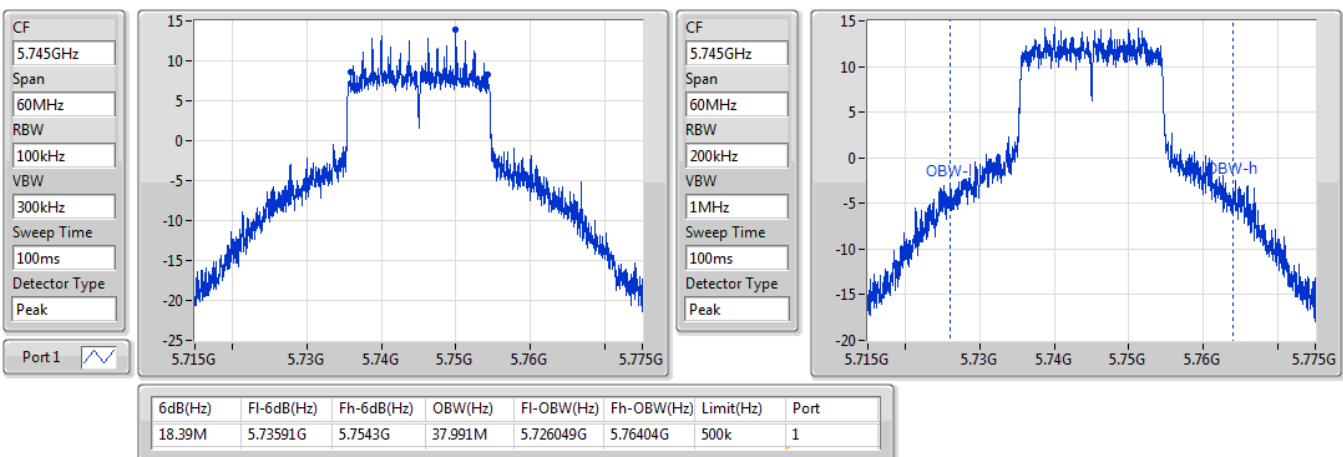 CF
5.745GHz
Span
60MHz
RBW
100kHz
VBW
300kHz
Sweep Time
100ms
Detector Type
Peak
Port 1
15
10
5
0
-5
-10
-15
-20
-25
5.715G 5.73G 5.74G 5.75G 5.76G 5.775G
CF
5.745GHz
Span
60MHz
RBW
200kHz
VBW
1MHz
Sweep Time
100ms
Detector Type
Peak
15
10
5
0
-5
-10
-15
-20
OBW-l OBW-h
5.715G 5.73G 5.74G 5.75G 5.76G 5.775G
6dB(Hz) Fl-6dB(Hz) Fh-6dB(Hz) OBW(Hz) Fl-OBW(Hz) Fh-OBW(Hz) Limit(Hz) Port
18.39M 5.73591G 5.7543G 37.991M 5.726049G 5.76404G 500k 1